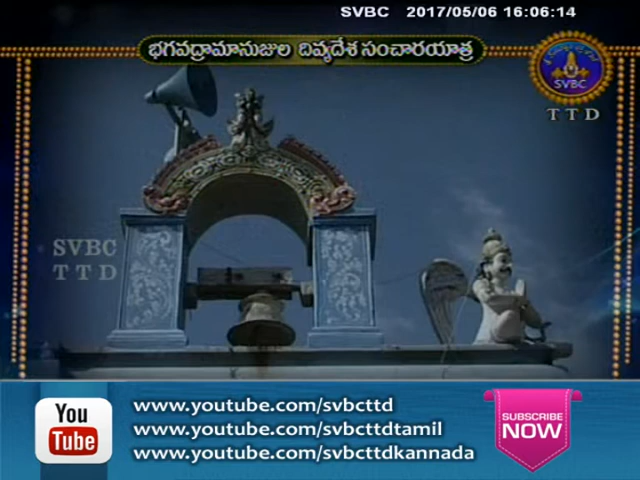 SVBC 2017/05/06 16:06:14
భగవద్రామానుజుల దివ్యదేశ సంచారయాత్ర
SVBC
TTD
SVBC
TTD
You
Tube
www.youtube.com/svbcttd
www.youtube.com/svbcttdtamil
www.youtube.com/svbcttdkannada
SUBSCRIBE
NOW